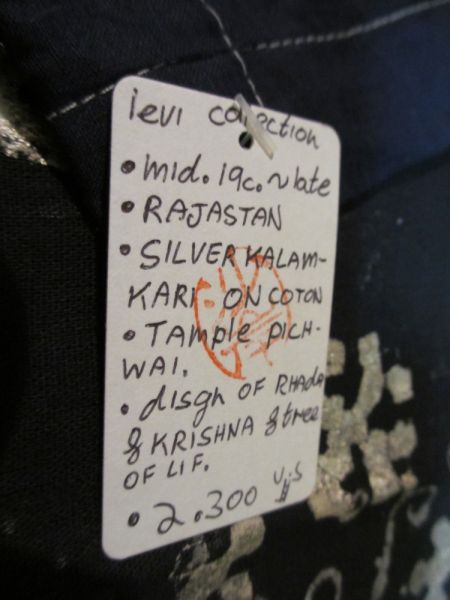 ievi collection
• mid. 19c. ~ late
• RAJASTAN
• SILVER KALAM-
KARI ON COTON
• TAmple PICH-
WAI.
• disgn OF RHADA
& KRISHNA & tree
OF LIF.
• 2.300